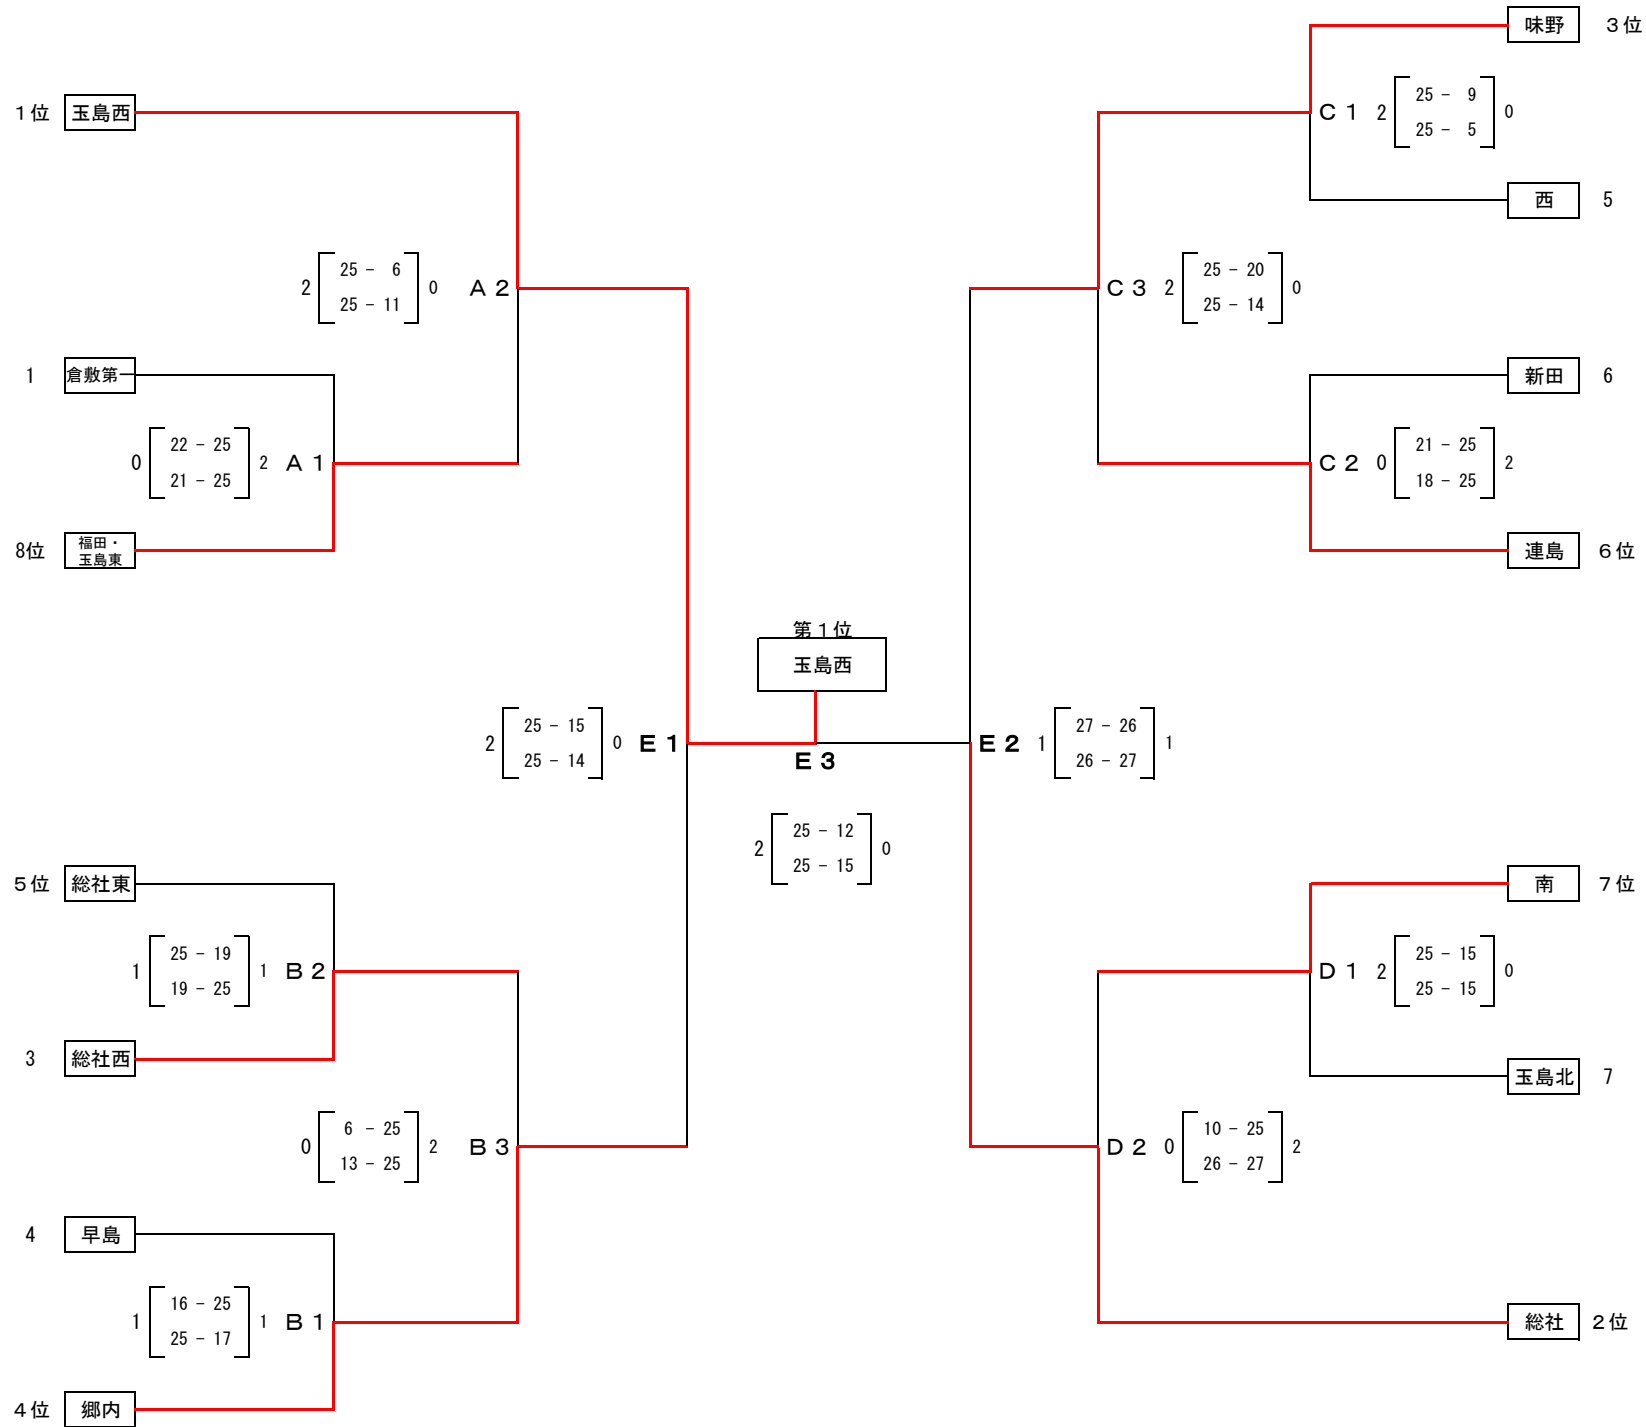 味野 ３位
１位 玉島西
Ｃ１ 2 25 － 9 0
25 － 5
西 5
2 25 － 6 0 Ａ２
25 － 11
Ｃ３ 2 25 － 20 0
25 － 14
1 倉敷第一
新田 6
0 22 － 25 2 Ａ１
21 － 25
Ｃ２ 0 21 － 25 2
18 － 25
8位 福田・
玉島東
連島 ６位
第１位
玉島西
2 25 － 15 0 Ｅ１
25 － 14
Ｅ３
Ｅ２ 1 27 － 26 1
26 － 27
2 25 － 12 0
25 － 15
５位 総社東
南 ７位
1 25 － 19 1 Ｂ２
19 － 25
Ｄ１ 2 25 － 15 0
25 － 15
3 総社西
玉島北 7
0 6 － 25 2 Ｂ３
13 － 25
Ｄ２ 0 10 － 25 2
26 － 27
4 早島
1 16 － 25 1 Ｂ１
25 － 17
総社 ２位
４位 郷内